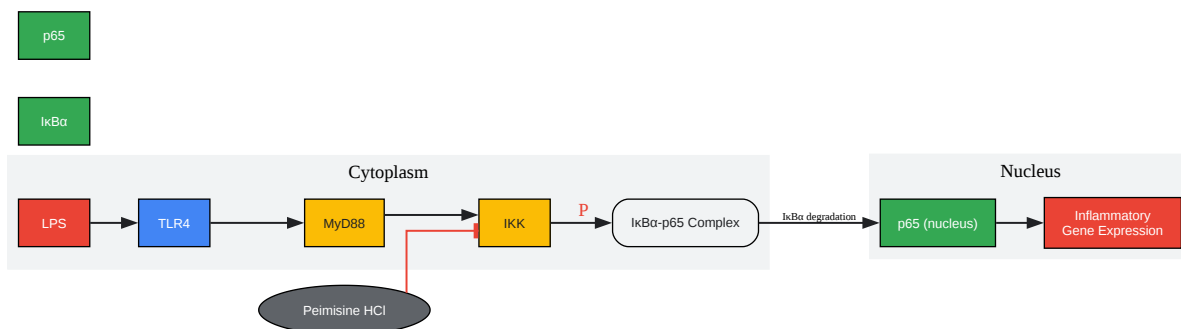 p65
IκBα
Cytoplasm
Nucleus
LPS
TLR4
MyD88
IKK
P
IκBα-p65 Complex
IκBα degradation
p65 (nucleus)
Inflammatory
Gene Expression
Peimisine HCl